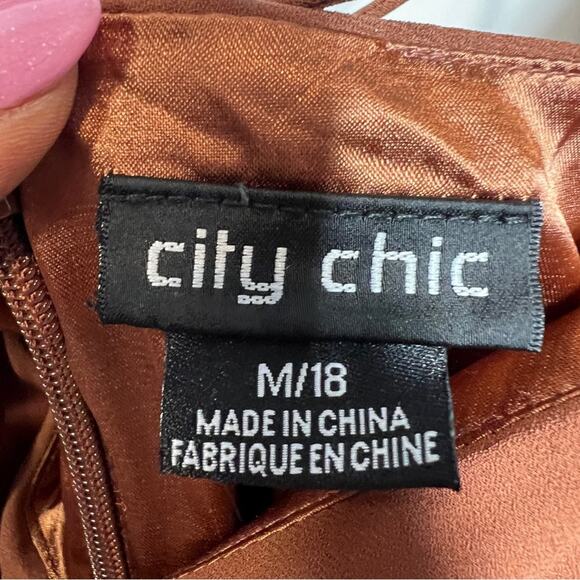 city chic
M/18
MADE IN CHINA
FABRIQUE EN CHINE